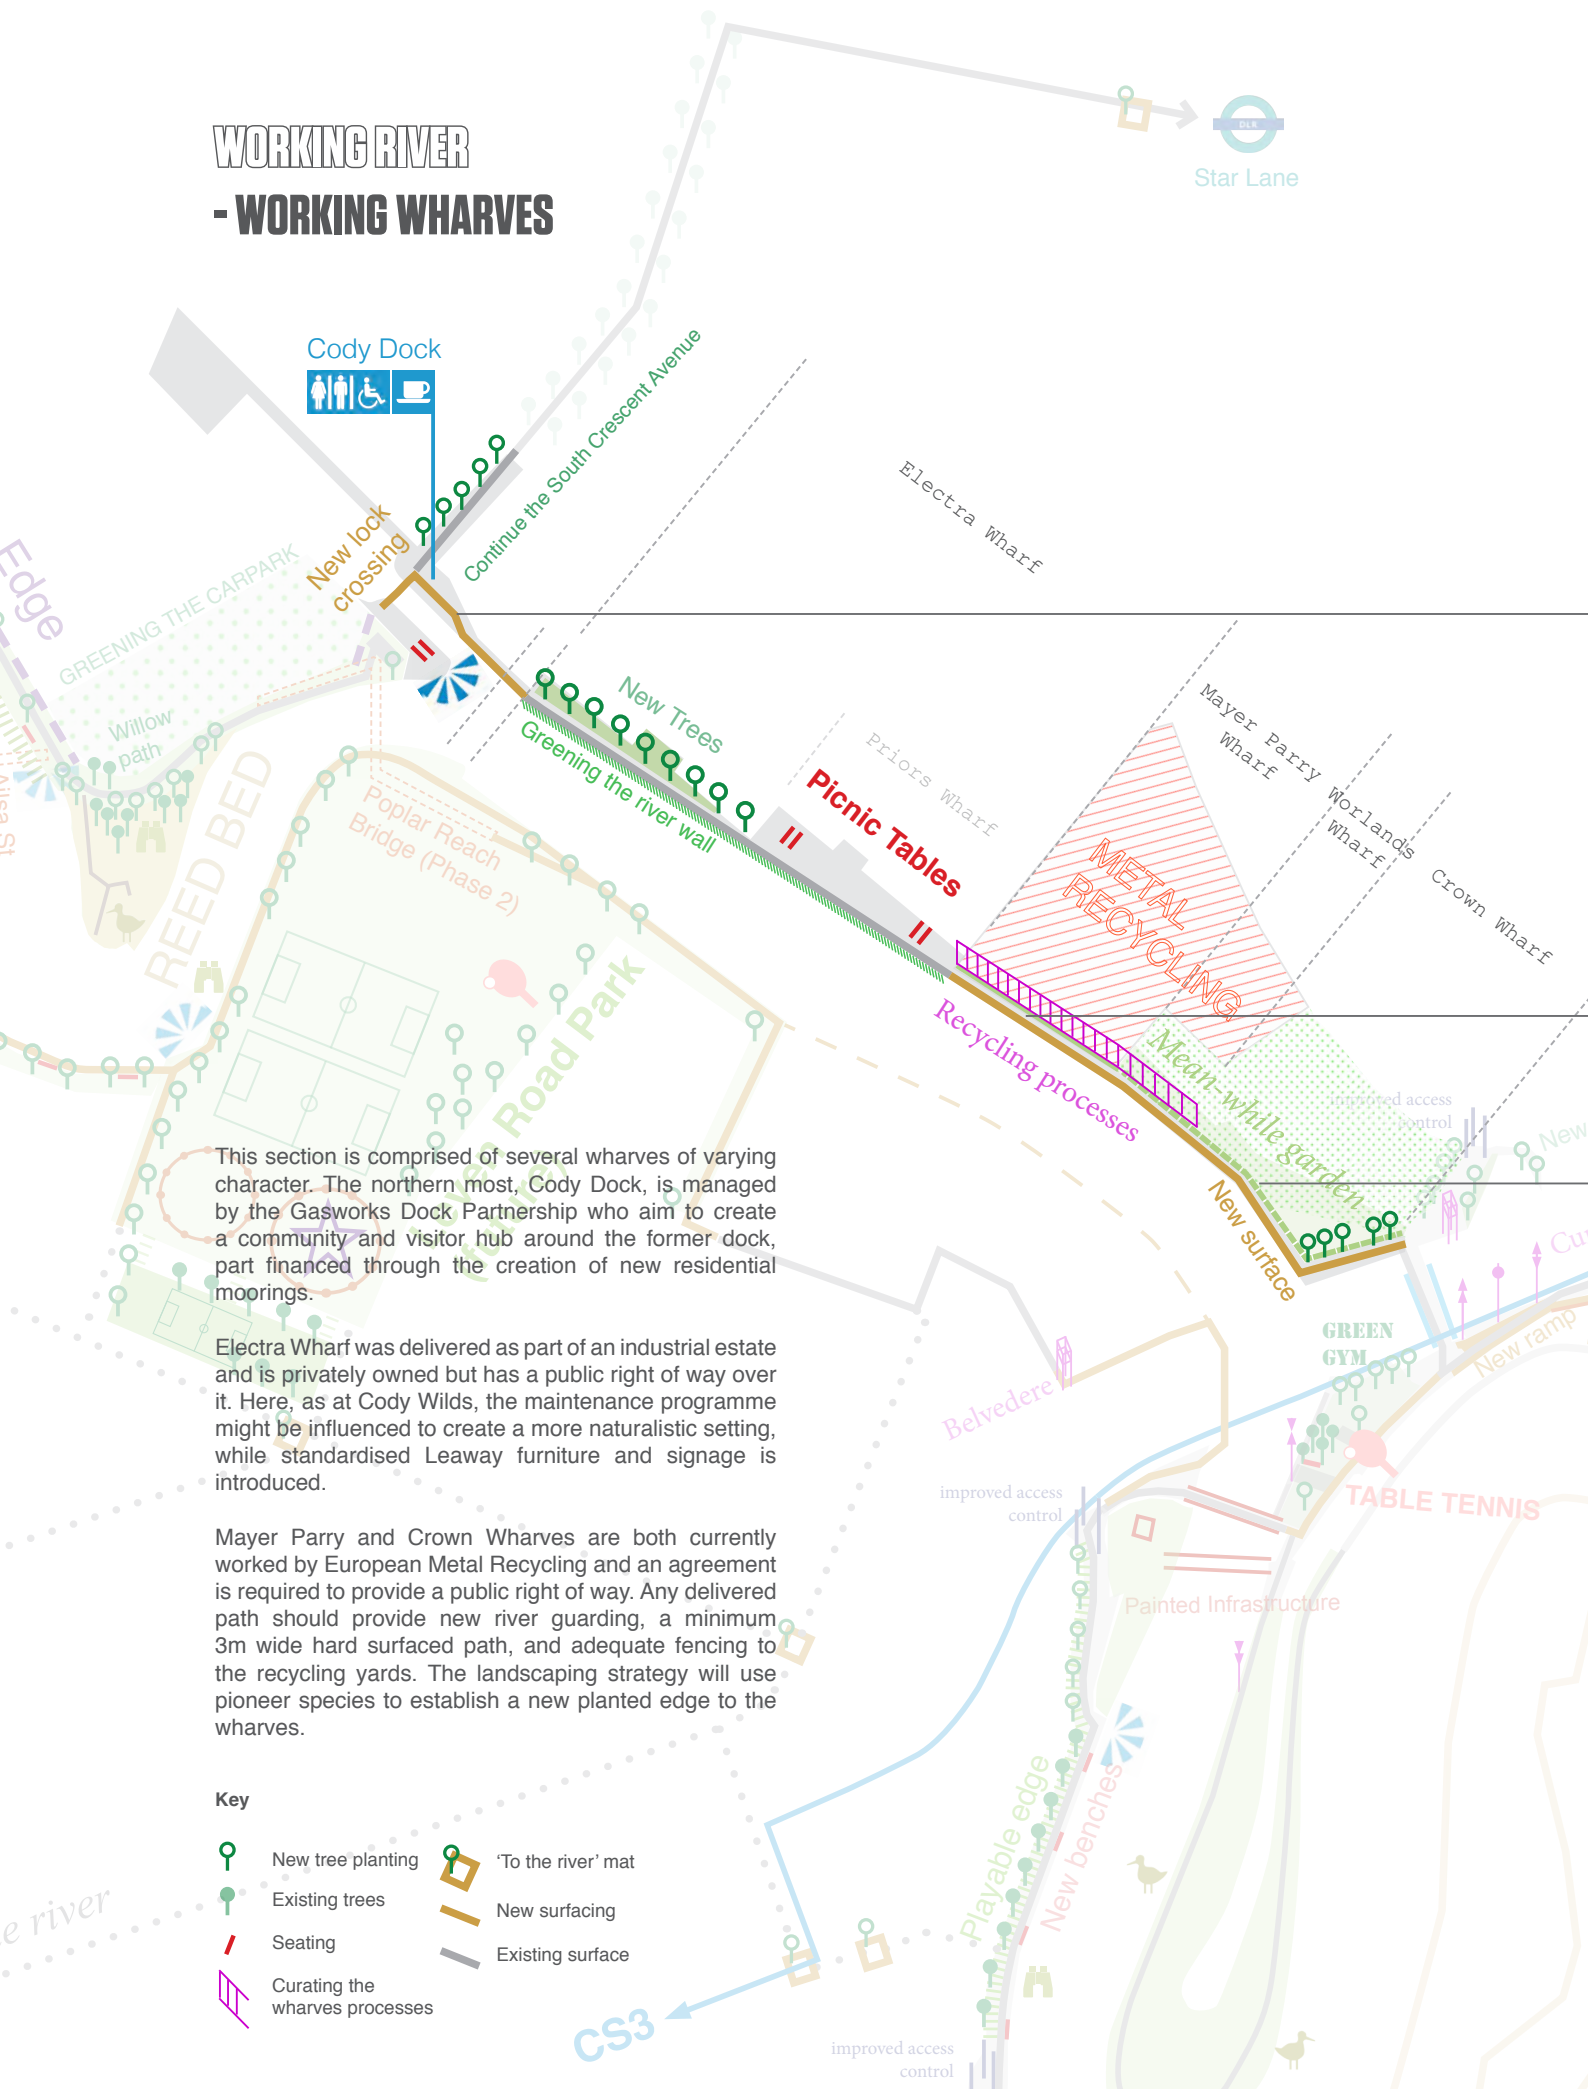 WORKING RIVER
- WORKING WHARVES
DLR
Star Lane
Cody Dock
Continue the South Crescent Avenue
New lock
crossing
Electra Wharf
Edge
GREENING THE CARPARK
Willow
path
Ailsa St
REED BED
New Trees
Greening the river wall
Priors Wharf
Picnic Tables
Mayer Parry
Wharf
Worlands
Wharf
Crown Wharf
METAL
RECYCLING
Poplar Reach
Bridge (Phase 2)
Recycling processes
Mean-while garden
improved access
control
New
New surface
Leven Road Park
(future)
This section is comprised of several wharves of varying
character. The northern most, Cody Dock, is managed
by the Gasworks Dock Partnership who aim to create
a community and visitor hub around the former dock,
part financed through the creation of new residential
moorings.
Electra Wharf was delivered as part of an industrial estate
and is privately owned but has a public right of way over
it. Here, as at Cody Wilds, the maintenance programme
might be influenced to create a more naturalistic setting,
while standardised Leaway furniture and signage is
introduced.
Mayer Parry and Crown Wharves are both currently
worked by European Metal Recycling and an agreement
is required to provide a public right of way. Any delivered
path should provide new river guarding, a minimum
3m wide hard surfaced path, and adequate fencing to
the recycling yards. The landscaping strategy will use
pioneer species to establish a new planted edge to the
wharves.
GREEN
GYM
New ramp
Belvedere
improved access
control
TABLE TENNIS
Painted Infrastructure
Playable edge
New benches
Key
New tree planting
Existing trees
Seating
Curating the
wharves processes
'To the river' mat
New surfacing
Existing surface
river
CS3
improved access
control